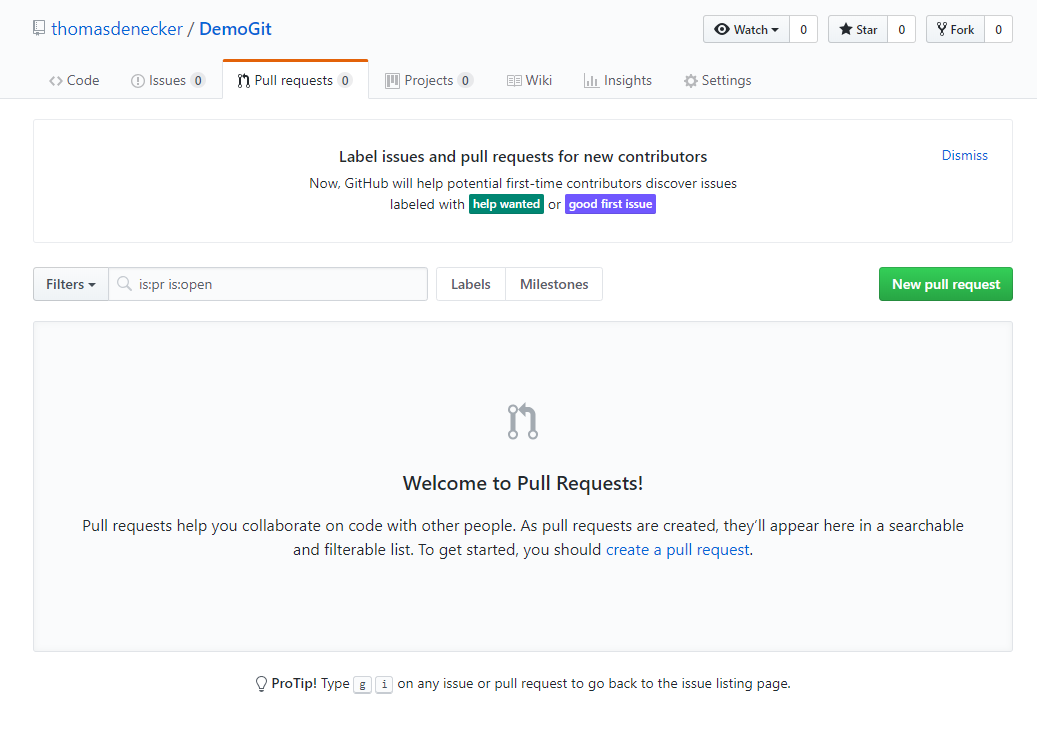 thomasdenecker / DemoGit
Watch 0 Star 0 Fork 0
Code Issues 0 Pull requests 0 Projects 0 Wiki Insights Settings
Label issues and pull requests for new contributors
Dismiss
Now, GitHub will help potential first-time contributors discover issues
labeled with help wanted or good first issue
Filters is:pr is:open Labels Milestones New pull request
Welcome to Pull Requests!
Pull requests help you collaborate on code with other people. As pull requests are created, they’ll appear here in a searchable
and filterable list. To get started, you should create a pull request.
ProTip! Type g i on any issue or pull request to go back to the issue listing page.